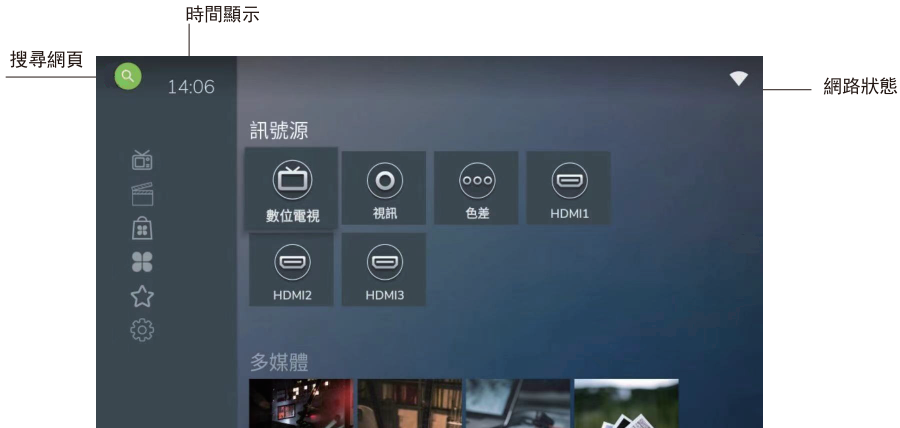 時間顯示
搜尋網頁
14:06
網路狀態
訊號源
數位電視
視訊
色差
HDMI1
HDMI2
HDMI3
多媒體